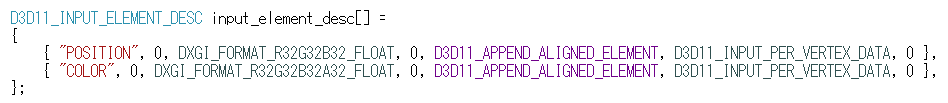 D3D11_INPUT_ELEMENT_DESC input_element_desc[] =
{
    { "POSITION", 0, DXGI_FORMAT_R32G32B32_FLOAT, 0, D3D11_APPEND_ALIGNED_ELEMENT, D3D11_INPUT_PER_VERTEX_DATA, 0 },
    { "COLOR", 0, DXGI_FORMAT_R32G32B32A32_FLOAT, 0, D3D11_APPEND_ALIGNED_ELEMENT, D3D11_INPUT_PER_VERTEX_DATA, 0 },
};